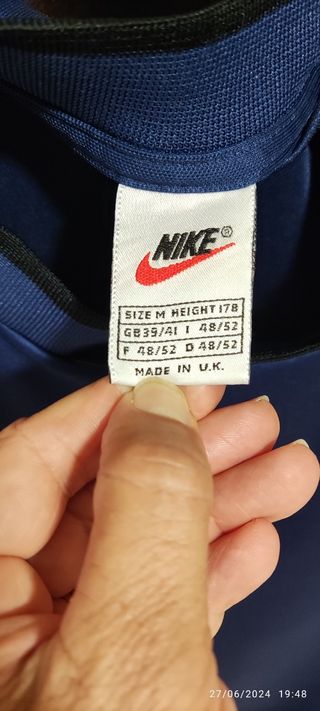 NIKE®
SIZE M HEIGHT 178
GB39/41 I 48/52
F 48/52 D 48/52
MADE IN U.K.
27/06/2024 19:48